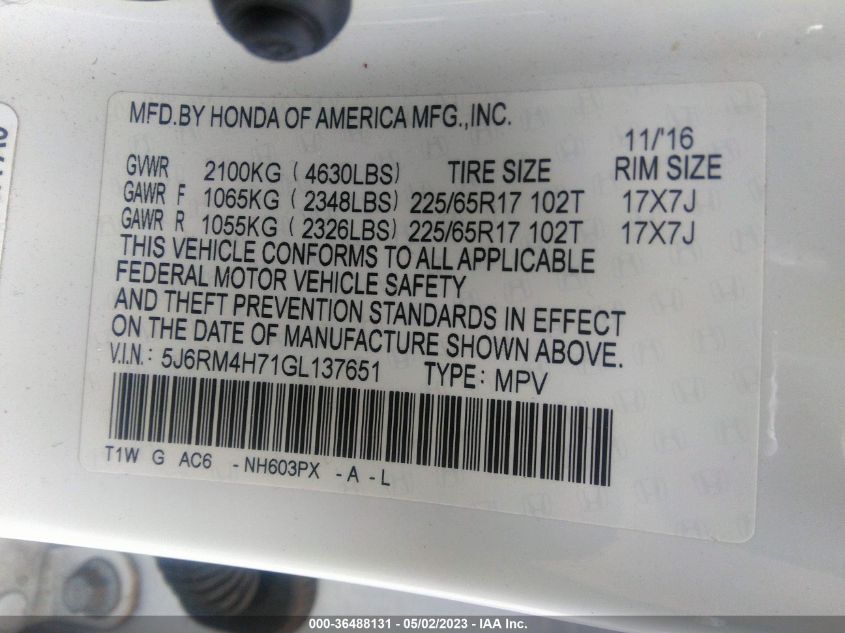 MFD.BY HONDA OF AMERICA MFG.,INC.
11/'16
GVWR 2100KG ( 4630LBS) TIRE SIZE RIM SIZE
GAWR F 1065KG ( 2348LBS) 225/65R17 102T 17X7J
GAWR R 1055KG ( 2326LBS) 225/65R17 102T 17X7J
THIS VEHICLE CONFORMS TO ALL APPLICABLE
FEDERAL MOTOR VEHICLE SAFETY
AND THEFT PREVENTION STANDARDS IN EFFECT
ON THE DATE OF MANUFACTURE SHOWN ABOVE.
V.I.N.: 5J6RM4H71GL137651 TYPE: MPV
T1W G AC6 -NH603PX -A -L
000-36488131 - 05/02/2023 - IAA Inc.